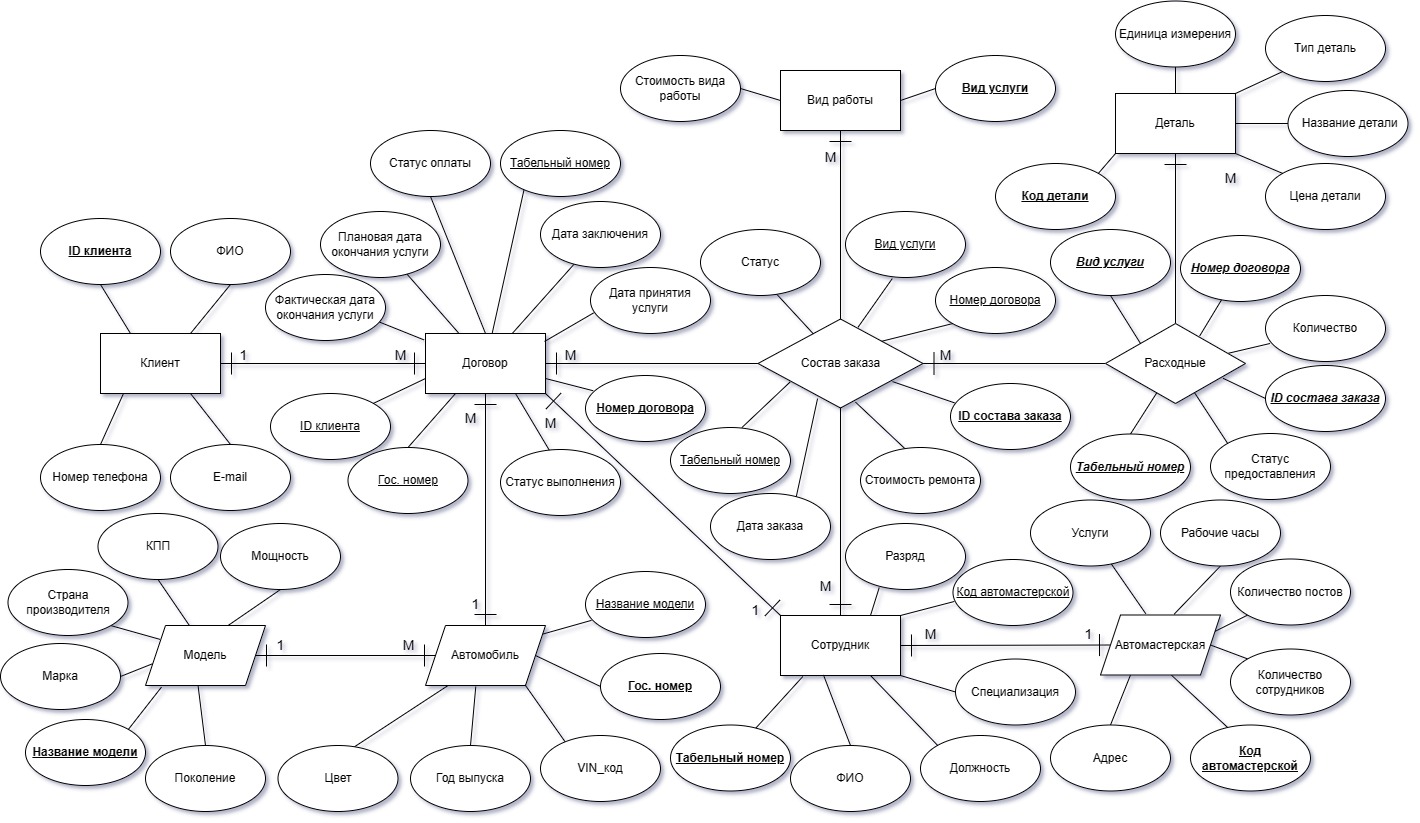 Единица измерения
Тип деталь
Стоимость вида
работы
Вид работы
Вид услуги
Деталь
Название детали
Статус оплаты
Табельный номер
М
М
Код детали
Цена детали
ID клиента
ФИО
Плановая дата
окончания услуги
Дата заключения
Статус
Вид услуги
Вид услуги
Номер договора
Фактическая дата
окончания услуги
Дата принятия
услуги
Номер договора
Количество
Клиент
1
М
Договор
М
Состав заказа
М
Расходные
ID клиента
М
М
Номер договора
ID состава заказа
ID состава заказа
Номер телефона
E-mail
Гос. номер
Статус выполнения
Табельный номер
Стоимость ремонта
Табельный номер
Статус
предоставления
Дата заказа
КПП
Мощность
Разряд
Услуги
Рабочие часы
Страна
производителя
1
Название модели
1
М
Код автомастерской
Количество постов
Модель
1
М
Автомобиль
Сотрудник
М
1
Автомастерская
Марка
Гос. номер
Специализация
Количество
сотрудников
Название модели
Поколение
Цвет
Год выпуска
VIN_код
Табельный номер
ФИО
Должность
Адрес
Код
автомастерской